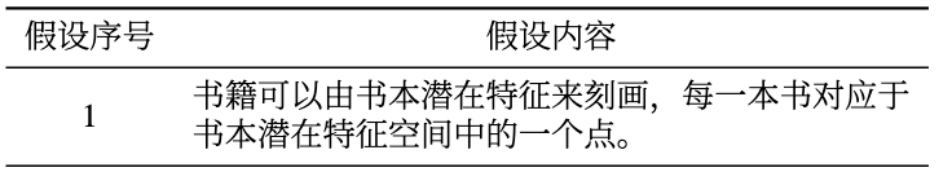 假设序号 假设内容
1 书籍可以由书本潜在特征来刻画，每一本书对应于
书本潜在特征空间中的一个点。